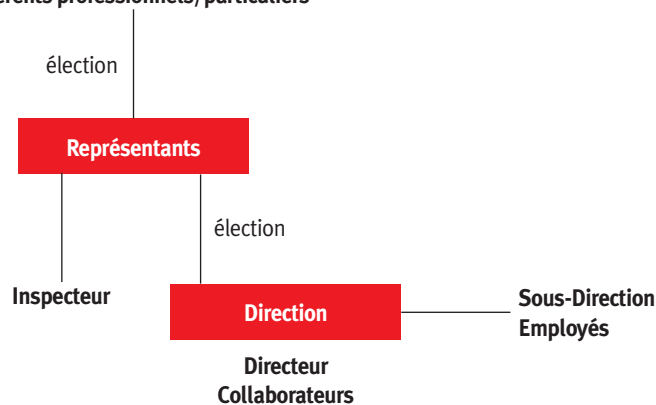 professionnels/particuliers
élection
Représentants
élection
Inspecteur
Direction
Sous-Direction
Employés
Directeur
Collaborateurs